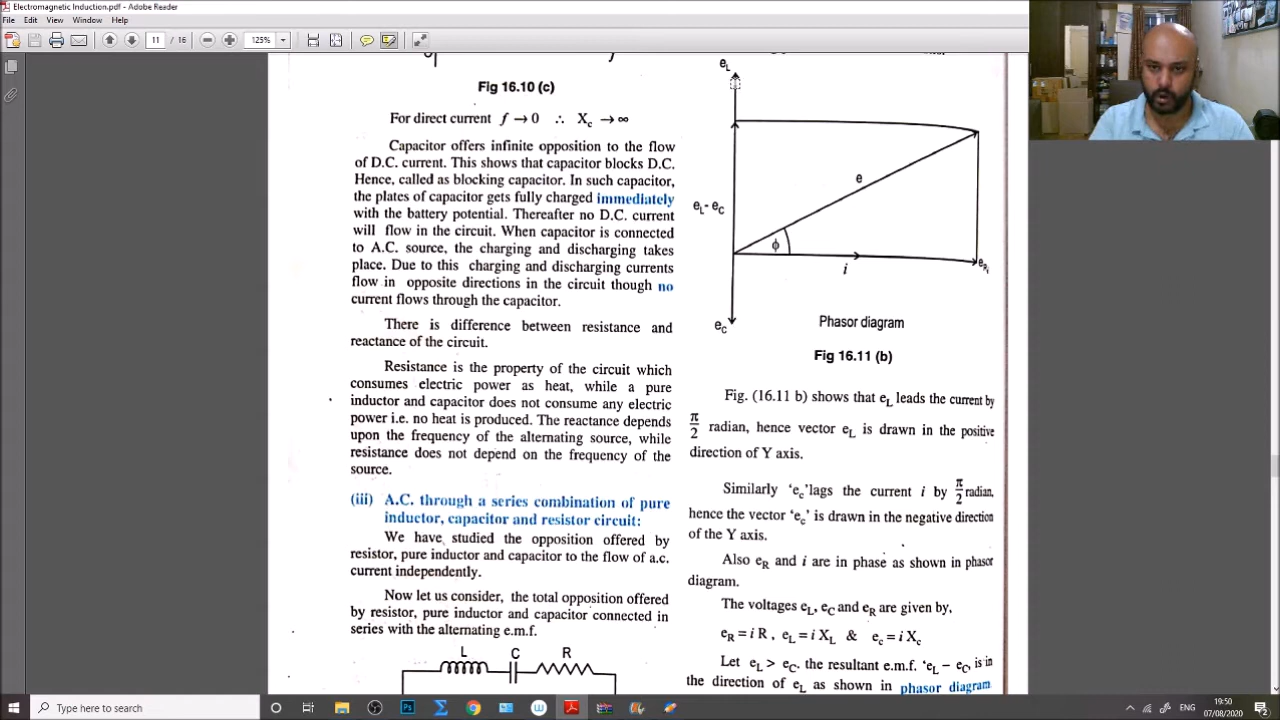 Electromagnetic Induction.pdf - Adobe Reader
File Edit View Window Help
11 / 16 125%
Fig 16.10 (c)
For direct current f → 0 ∴ Xc → ∞
Capacitor offers infinite opposition to the flow
of D.C. current. This shows that capacitor blocks D.C.
Hence, called as blocking capacitor. In such capacitor,
the plates of capacitor gets fully charged immediately
with the battery potential. Thereafter no D.C. current
will flow in the circuit. When capacitor is connected
to A.C. source, the charging and discharging takes
place. Due to this charging and discharging currents
flow in opposite directions in the circuit though no
current flows through the capacitor.
There is difference between resistance and
reactance of the circuit.
Resistance is the property of the circuit which
consumes electric power as heat, while a pure
inductor and capacitor does not consume any electric
power i.e. no heat is produced. The reactance depends
upon the frequency of the alternating source, while
resistance does not depend on the frequency of the
source.
(iii) A.C. through a series combination of pure
inductor, capacitor and resistor circuit:
We have studied the opposition offered by
resistor, pure inductor and capacitor to the flow of a.c.
current independently.
Now let us consider, the total opposition offered
by resistor, pure inductor and capacitor connected in
series with the alternating e.m.f.
L C R
eL
e
eL - eC
ϕ
i
eR
eC
Phasor diagram
Fig 16.11 (b)
Fig. (16.11 b) shows that eL leads the current by
π/2 radian, hence vector eL is drawn in the positive
direction of Y axis.
Similarly 'ec' lags the current i by π/2 radian,
hence the vector 'ec' is drawn in the negative direction
of the Y axis.
Also eR and i are in phase as shown in phasor
diagram.
The voltages eL, eC and eR are given by,
eR = i R , eL = i XL & ec = i Xc
Let eL > eC. the resultant e.m.f. 'eL – eC, is in
the direction of eL as shown in phasor diagram
Type here to search
ENG
19:50
07/08/2020